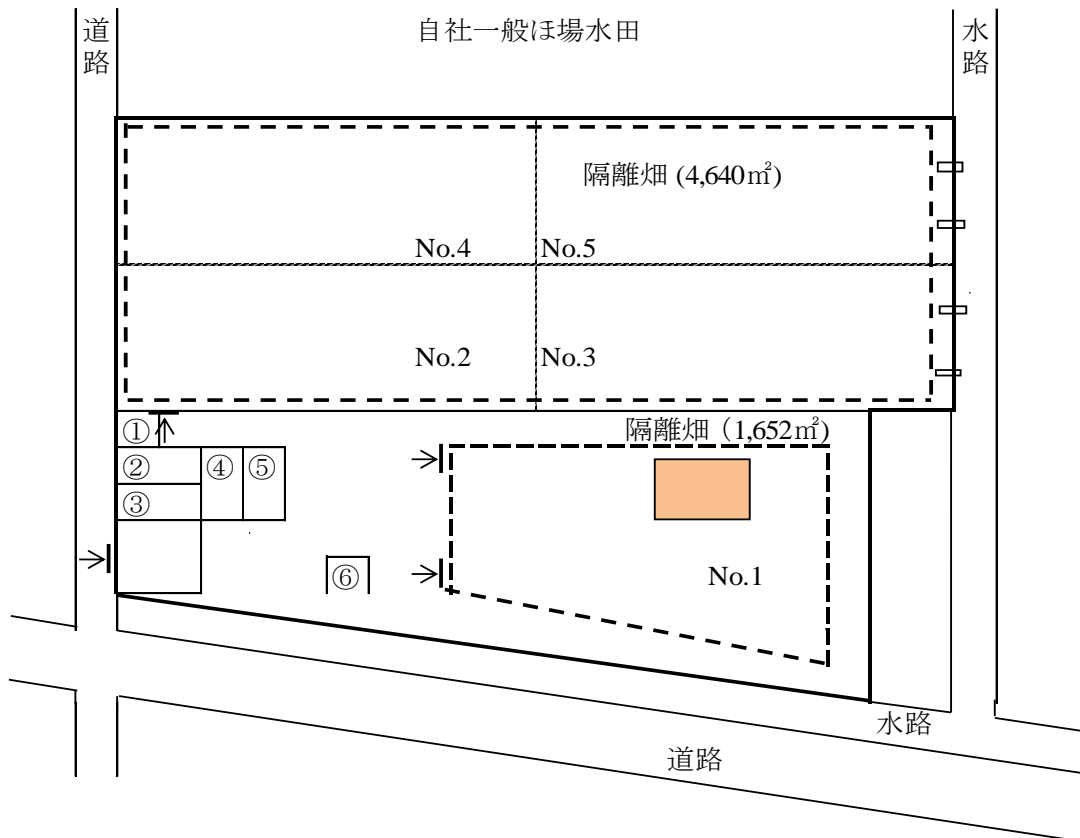 道路
自社一般ほ場水田
水路
隔離畑 (4,640㎡)
No.4
No.5
No.2
No.3
①
隔離畑（1,652㎡)
②
④
⑤
③
⑥
No.1
水路
道路